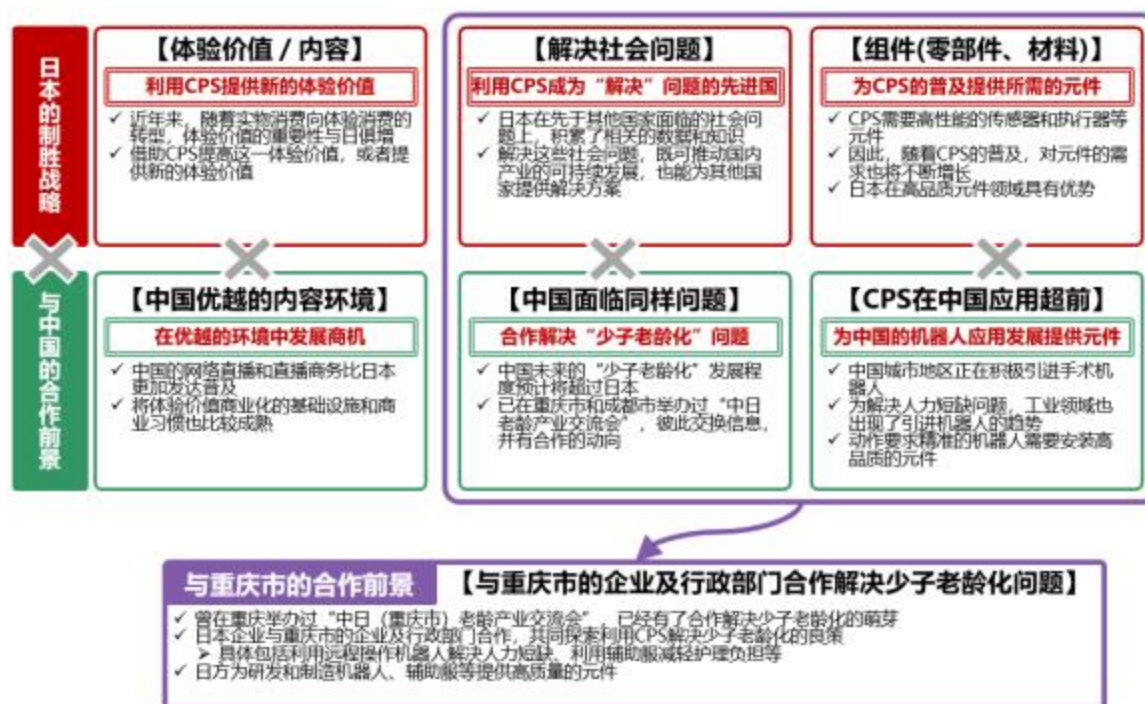 日本的制胜战略
【体验价值 / 内容】
利用CPS提供新的体验价值
✓ 近年来，随着实物消费向体验消费的
转型，体验价值的重要性与日俱增
✓ 借助CPS提高这一体验价值，或者提
供新的体验价值
【解决社会问题】
利用CPS成为“解决”问题的先进国
✓ 日本在先于其他国家面临的社会问
题上，积累了相关的数据和知识
✓ 解决这些社会问题，既可推动国内
产业的可持续发展，也能为其他国
家提供解决方案
【组件(零部件、材料)】
为CPS的普及提供所需的元件
✓ CPS需要高性能的传感器和执行器等
元件
✓ 因此，随着CPS的普及，对元件的需
求也将不断增长
✓ 日本在高品质元件领域具有优势
与中国的合作前景
【中国优越的内容环境】
在优越的环境中发展商机
✓ 中国的网络直播和直播商务比日本
更加发达普及
✓ 将体验价值商业化的基础设施和商
业习惯也比较成熟
【中国面临同样问题】
合作解决“少子老龄化”问题
✓ 中国未来的“少子老龄化”发展程
度预计将超过日本
✓ 已在重庆市和成都市举办过“中日
老龄产业交流会”，彼此交换信息，
并有合作的动向
【CPS在中国应用超前】
为中国的机器人应用发展提供元件
✓ 中国城市地区正在积极引进手术机
器人
✓ 为解决人力短缺问题，工业领域也
出现了引进机器人的趋势
✓ 动作要求精准的机器人需要安装高
品质的元件
与重庆市的合作前景
【与重庆市的企业及行政部门合作解决少子老龄化问题】
✓ 曾在重庆举办过“中日（重庆市）老龄产业交流会”，已经有了合作解决少子老龄化的萌芽
✓ 日本企业与重庆市的企业及行政部门合作，共同探索利用CPS解决少子老龄化的良策
➢ 具体包括利用远程操作机器人解决人力短缺、利用辅助服减轻护理负担等
✓ 日方为研发和制造机器人、辅助服等提供高质量的元件